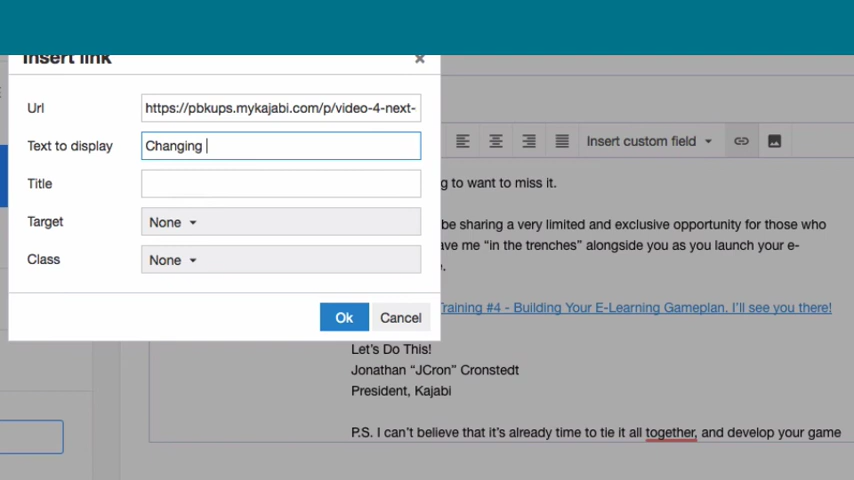 Insert link
×
Url
https://pbkups.mykajabi.com/p/video-4-next-
Text to display
Changing
Title
Target
None
Class
None
Ok
Cancel
Insert custom field
g to want to miss it.
be sharing a very limited and exclusive opportunity for those who
ave me “in the trenches” alongside you as you launch your e-
e.
Training #4 - Building Your E-Learning Gameplan. I’ll see you there!
Let’s Do This!
Jonathan “JCron” Cronstedt
President, Kajabi
P.S. I can’t believe that it’s already time to tie it all together, and develop your game